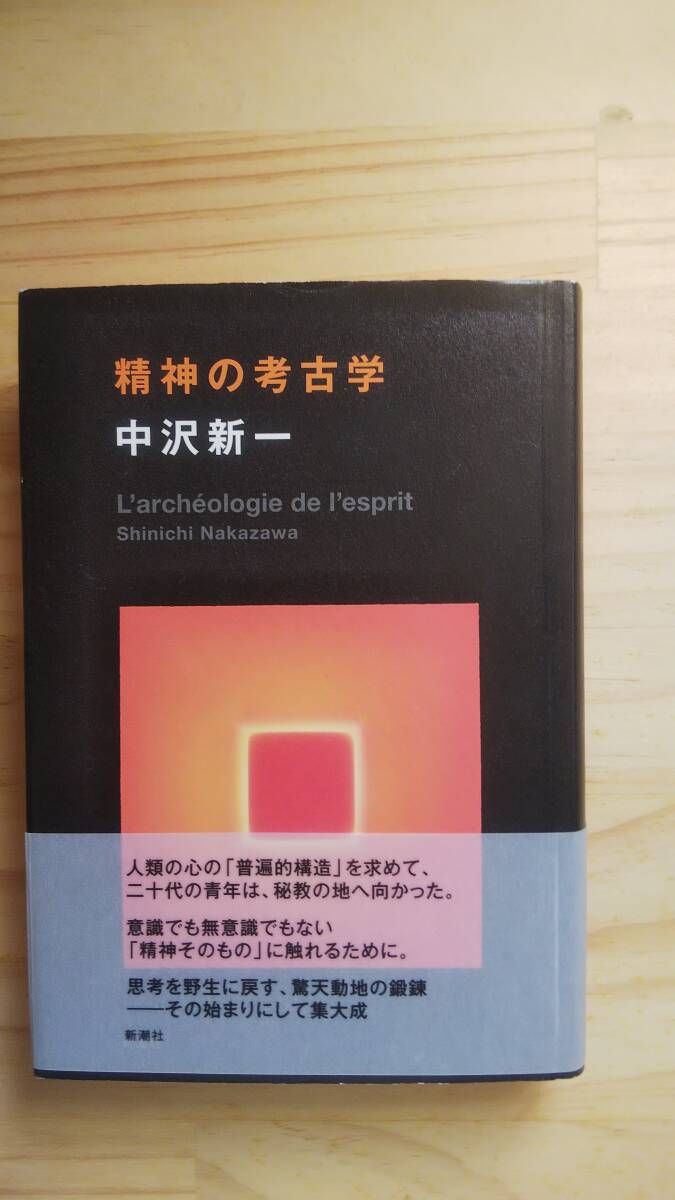 精神の考古学
中沢新一
L'archéologie de l'esprit
Shinichi Nakazawa
人類の心の「普遍的構造」を求めて、
二十代の青年は、秘教の地へ向かった。
意識でも無意識でもない
「精神そのもの」に触れるために。
思考を野生に戻す、驚天動地の鍛錬
――その始まりにして集大成
新潮社